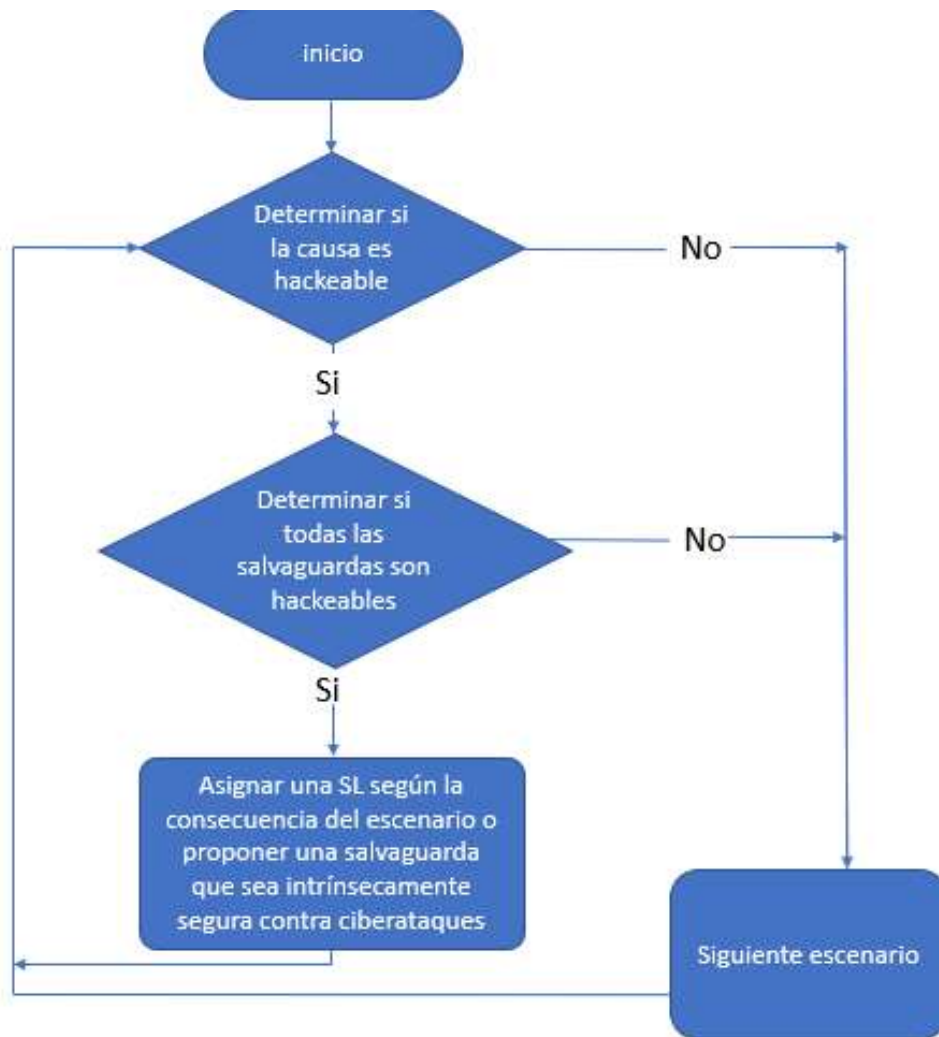 inicio
Determinar si
la causa es
hackeable
No
Si
Determinar si
todas las
salvaguardas son
hackeables
No
Si
Asignar una SL según la
consecuencia del escenario o
proponer una salvaguarda
que sea intrínsecamente
segura contra ciberataques
Siguiente escenario